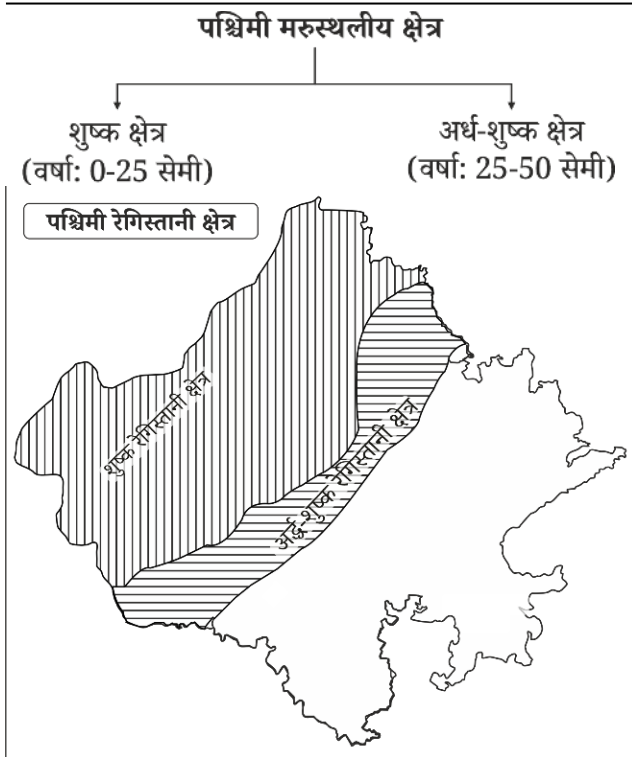 पश्चिमी मरुस्थलीय क्षेत्र
शुष्क क्षेत्र
(वर्षा: 0-25 सेमी)
अर्ध-शुष्क क्षेत्र
(वर्षा: 25-50 सेमी)
पश्चिमी रेगिस्तानी क्षेत्र
शुष्क रेगिस्तानी क्षेत्र
अर्द्ध-शुष्क रेगिस्तानी क्षेत्र